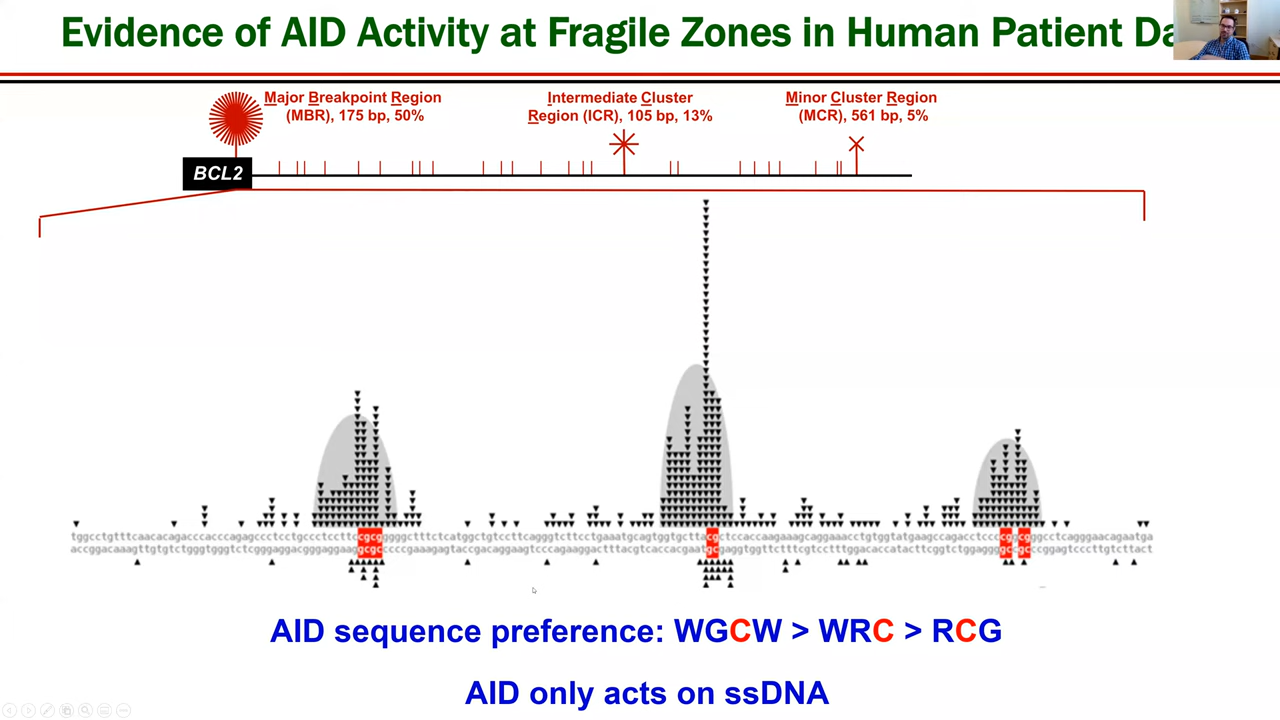 Evidence of AID Activity at Fragile Zones in Human Patient Da
Major Breakpoint Region
(MBR), 175 bp, 50%
Intermediate Cluster
Region (ICR), 105 bp, 13%
Minor Cluster Region
(MCR), 561 bp, 5%
BCL2
tggcctgtttcaacacagacccacccagagccctcctgccctccttccgcgggggctttctcatggctgtccttcagggtcttcctgaaatgcagtggtgcttacgctccaccaagaaagcaggaaacctgtggtatgaagccagacctccccggcgggcctcagggaacagaatga
accggacaaagttgtgtctgggtgggtctcgggaggacgggaggaaggcgcccccgaaagagtaccgacaggaagtcccagaaggactttacgtcaccacgaatgcgaggtggttctttcgtcctttggacaccatacttcggtctggaggggccgcccggagtcccttgtcttact
AID sequence preference: WGCW > WRC > RCG
AID only acts on ssDNA